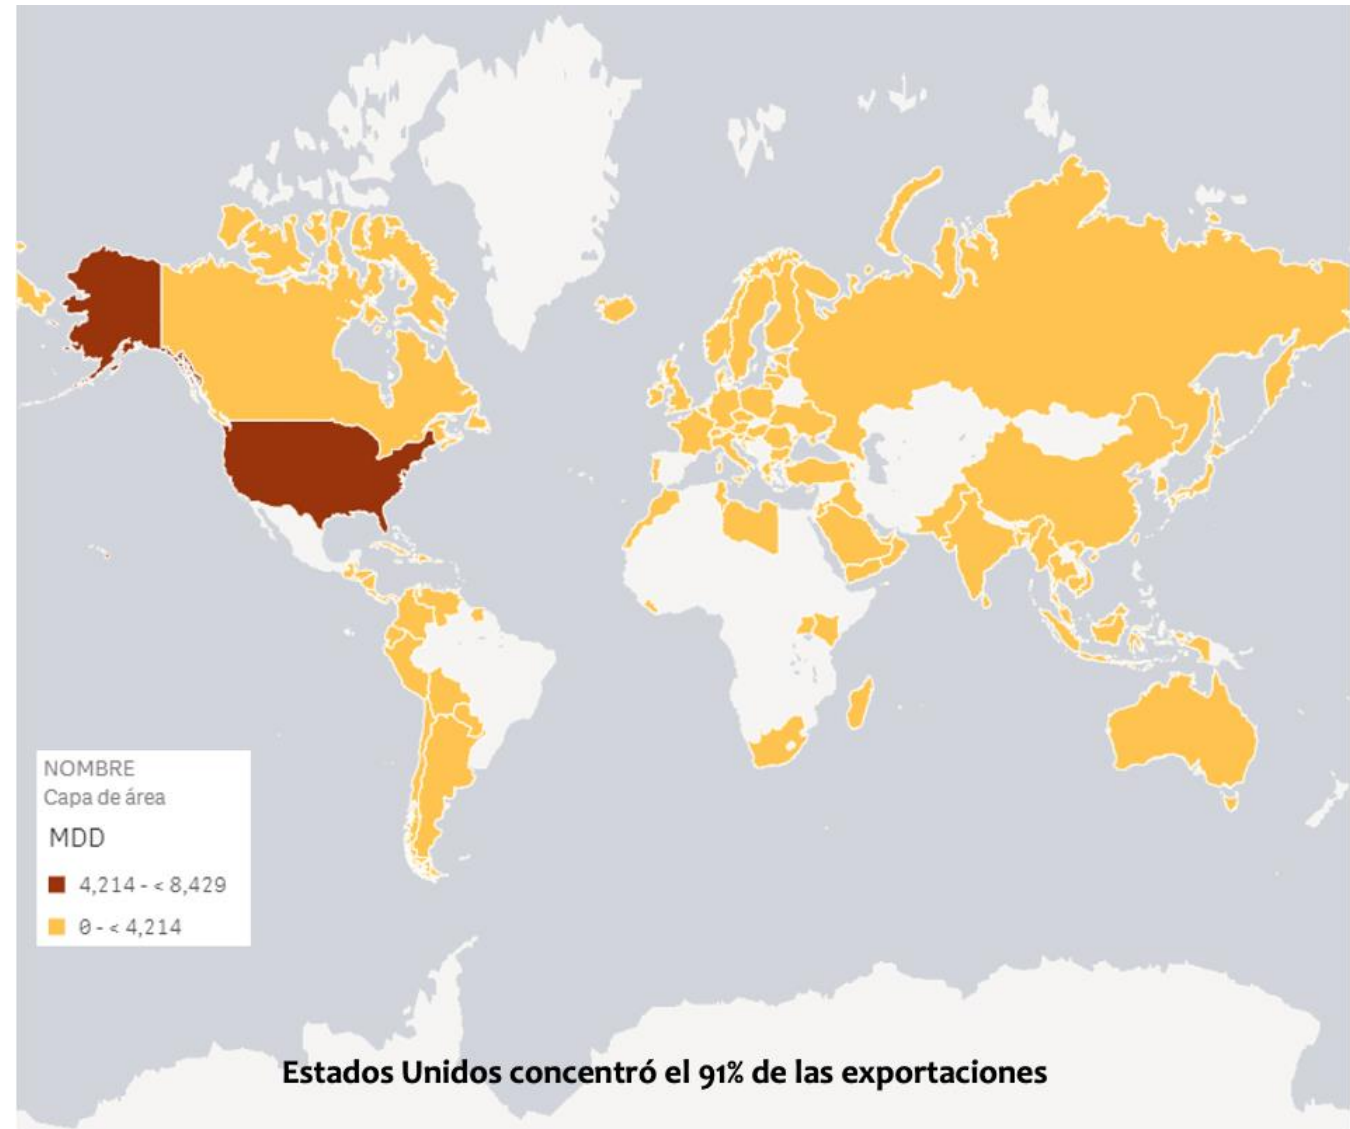 NOMBRE
Capa de área
MDD
4,214 - < 8,429
0 - < 4,214
Estados Unidos concentró el 91% de las exportaciones